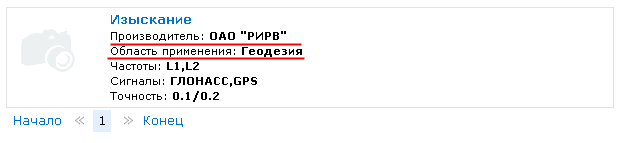 Изыскание
Производитель: ОАО "РИРВ"
Область применения: Геодезия
Частоты: L1,L2
Сигналы: ГЛОНАСС,GPS
Точность: 0.1/0.2
Начало « 1 » Конец